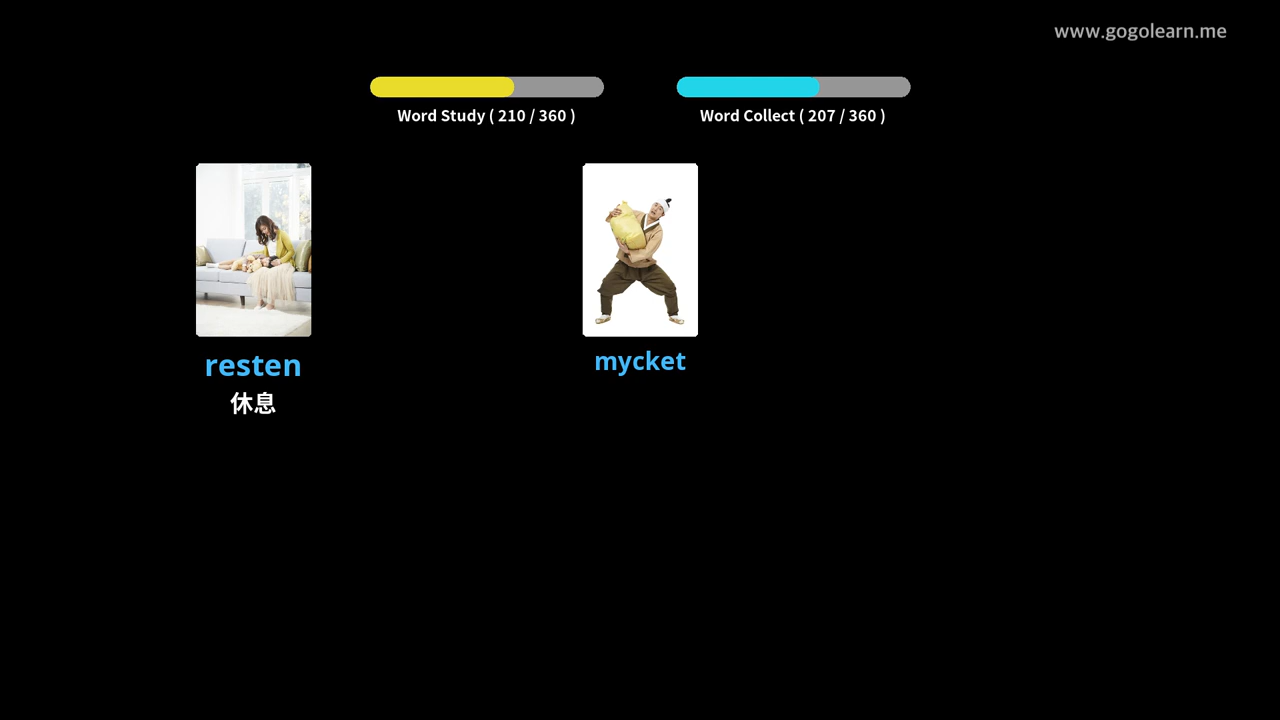 www.gogolearn.me
Word Study ( 210 / 360 )
Word Collect ( 207 / 360 )
resten
休息
mycket